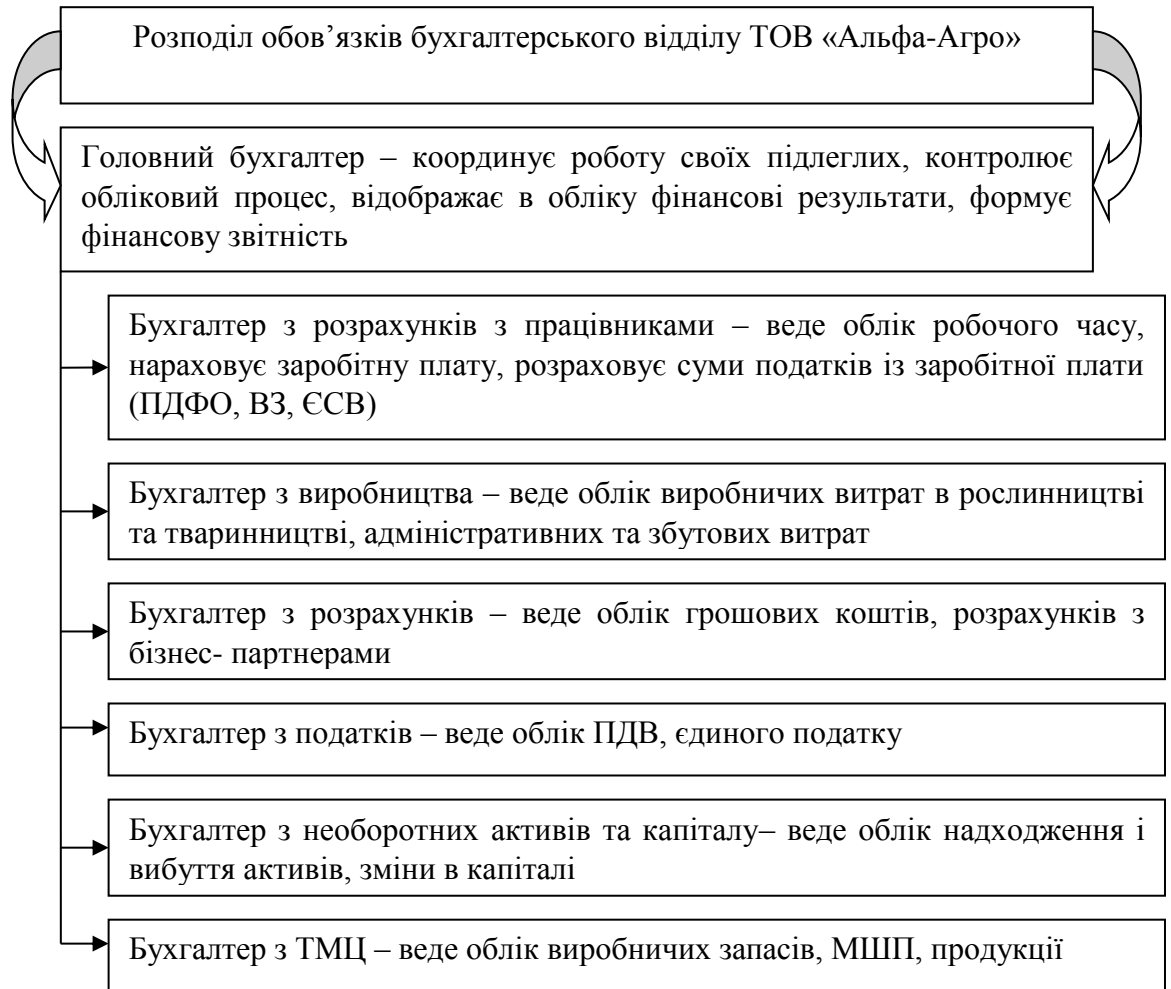 Розподіл обов’язків бухгалтерського відділу ТОВ «Альфа-Агро»
Головний бухгалтер – координує роботу своїх підлеглих, контролює
обліковий процес, відображає в обліку фінансові результати, формує
фінансову звітність
Бухгалтер з розрахунків з працівниками – веде облік робочого часу,
нараховує заробітну плату, розраховує суми податків із заробітної плати
(ПДФО, ВЗ, ЄСВ)
Бухгалтер з виробництва – веде облік виробничих витрат в рослинництві
та тваринництві, адміністративних та збутових витрат
Бухгалтер з розрахунків – веде облік грошових коштів, розрахунків з
бізнес- партнерами
Бухгалтер з податків – веде облік ПДВ, єдиного податку
Бухгалтер з необоротних активів та капіталу– веде облік надходження і
вибуття активів, зміни в капіталі
Бухгалтер з ТМЦ – веде облік виробничих запасів, МШП, продукції